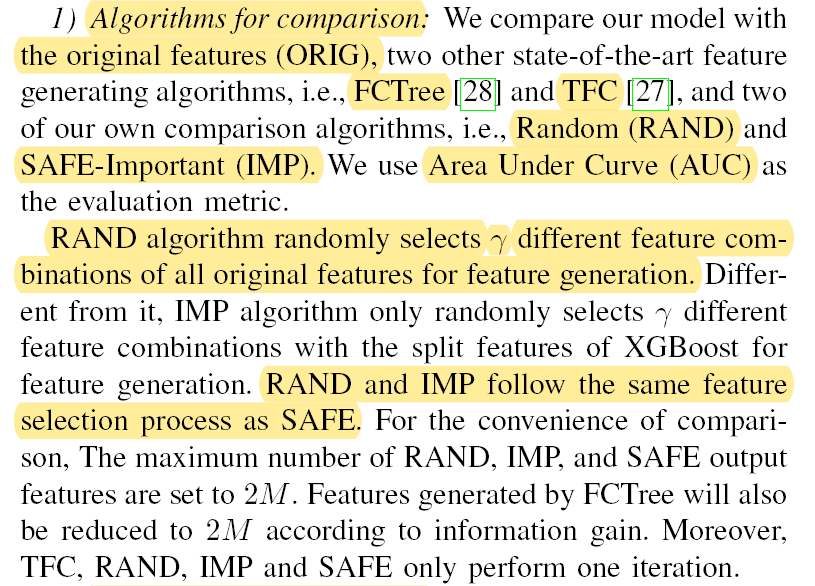 1) Algorithms for comparison: We compare our model with
the original features (ORIG), two other state-of-the-art feature
generating algorithms, i.e., FCTree [28] and TFC [27], and two
of our own comparison algorithms, i.e., Random (RAND) and
SAFE-Important (IMP). We use Area Under Curve (AUC) as
the evaluation metric.
RAND algorithm randomly selects γ different feature com-
binations of all original features for feature generation. Differ-
ent from it, IMP algorithm only randomly selects γ different
feature combinations with the split features of XGBoost for
feature generation. RAND and IMP follow the same feature
selection process as SAFE. For the convenience of compari-
son, The maximum number of RAND, IMP, and SAFE output
features are set to 2M. Features generated by FCTree will also
be reduced to 2M according to information gain. Moreover,
TFC, RAND, IMP and SAFE only perform one iteration.